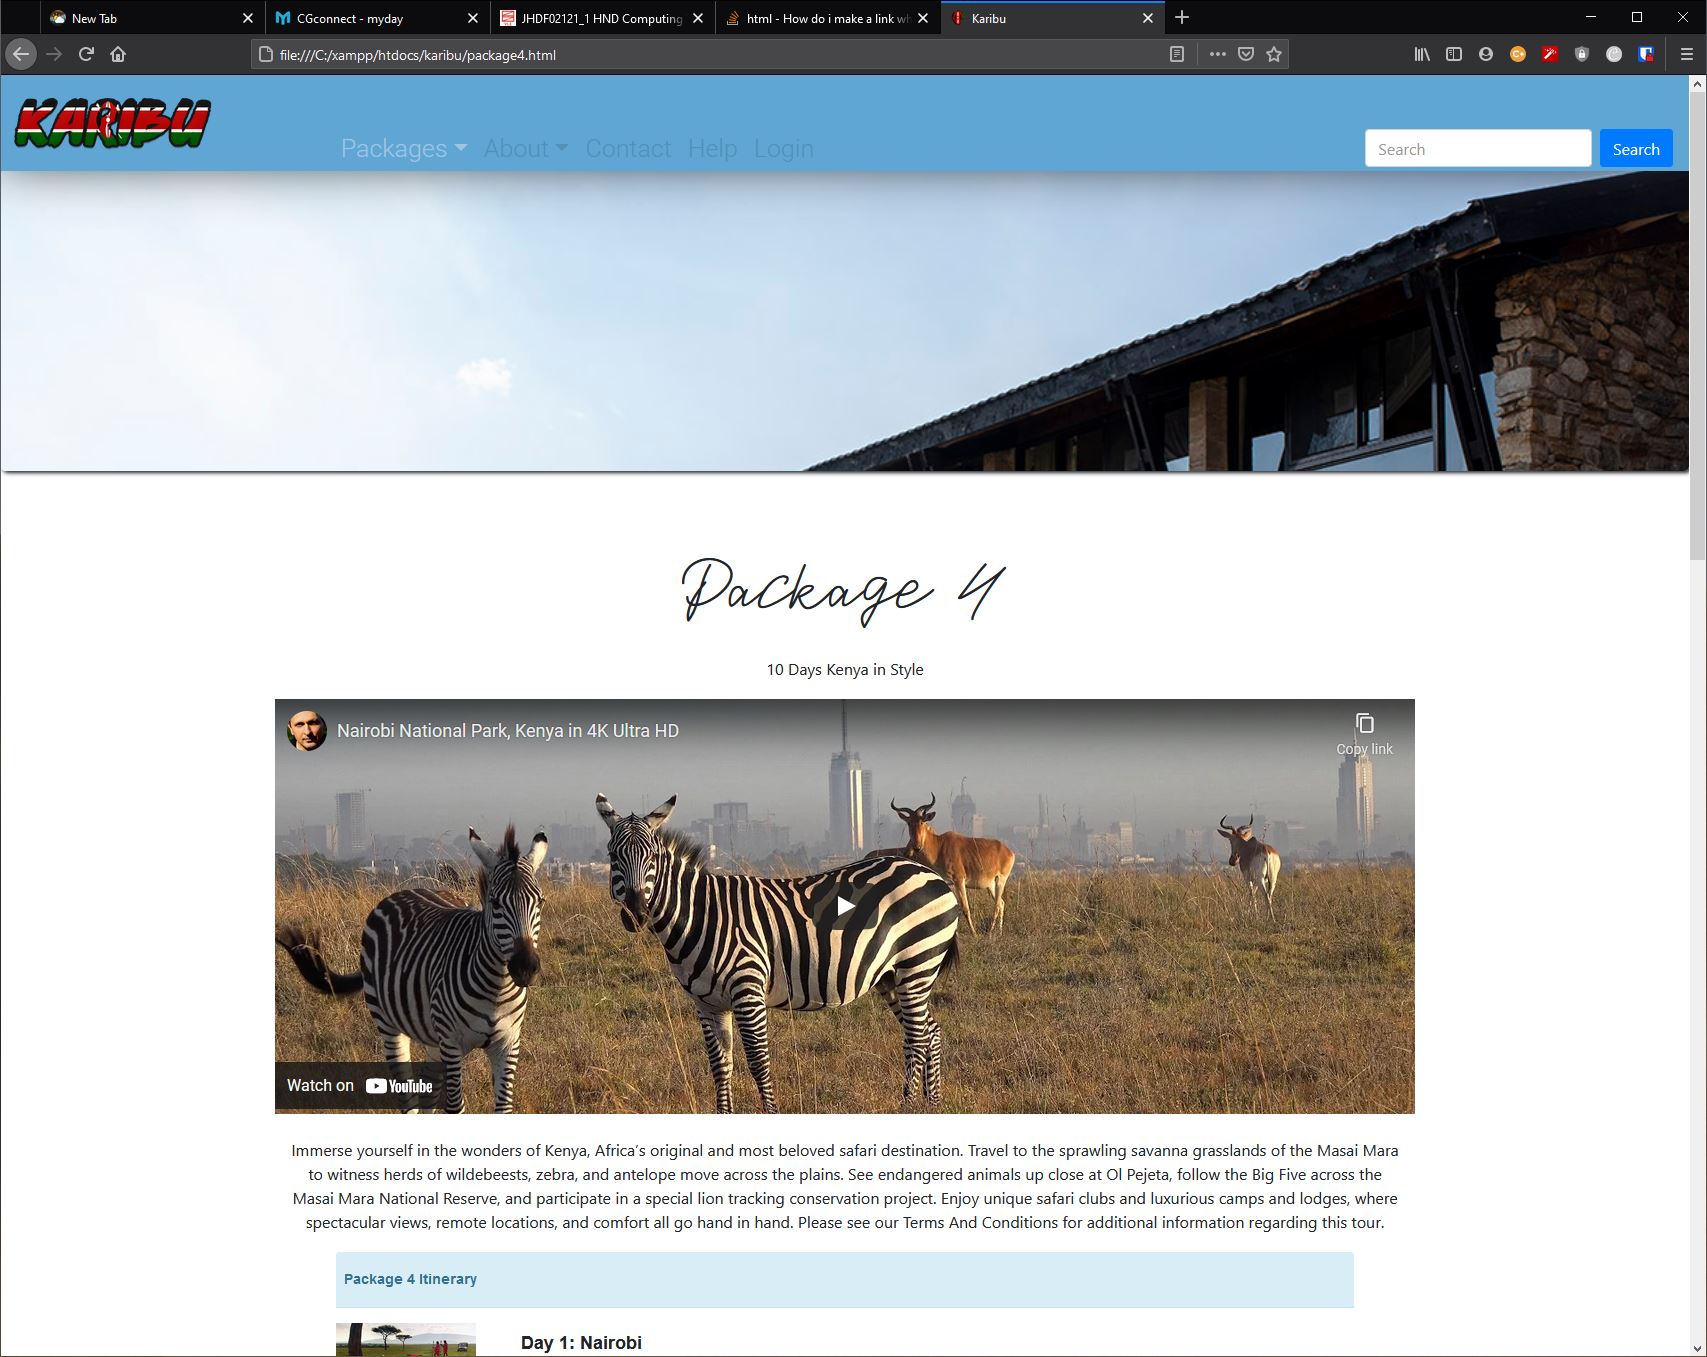 New Tab
CGconnect - myday
JHDF02121_1 HND Computing
html - How do i make a link wh
Karibu
file:///C:/xampp/htdocs/karibu/package4.html
KARIBU
Packages About Contact Help Login
Search
Search
Package 4
10 Days Kenya in Style
Nairobi National Park, Kenya in 4K Ultra HD
Copy link
Watch on YouTube
Immerse yourself in the wonders of Kenya, Africa's original and most beloved safari destination. Travel to the sprawling savanna grasslands of the Masai Mara
to witness herds of wildebeests, zebra, and antelope move across the plains. See endangered animals up close at Ol Pejeta, follow the Big Five across the
Masai Mara National Reserve, and participate in a special lion tracking conservation project. Enjoy unique safari clubs and luxurious camps and lodges, where
spectacular views, remote locations, and comfort all go hand in hand. Please see our Terms And Conditions for additional information regarding this tour.
Package 4 Itinerary
Day 1: Nairobi